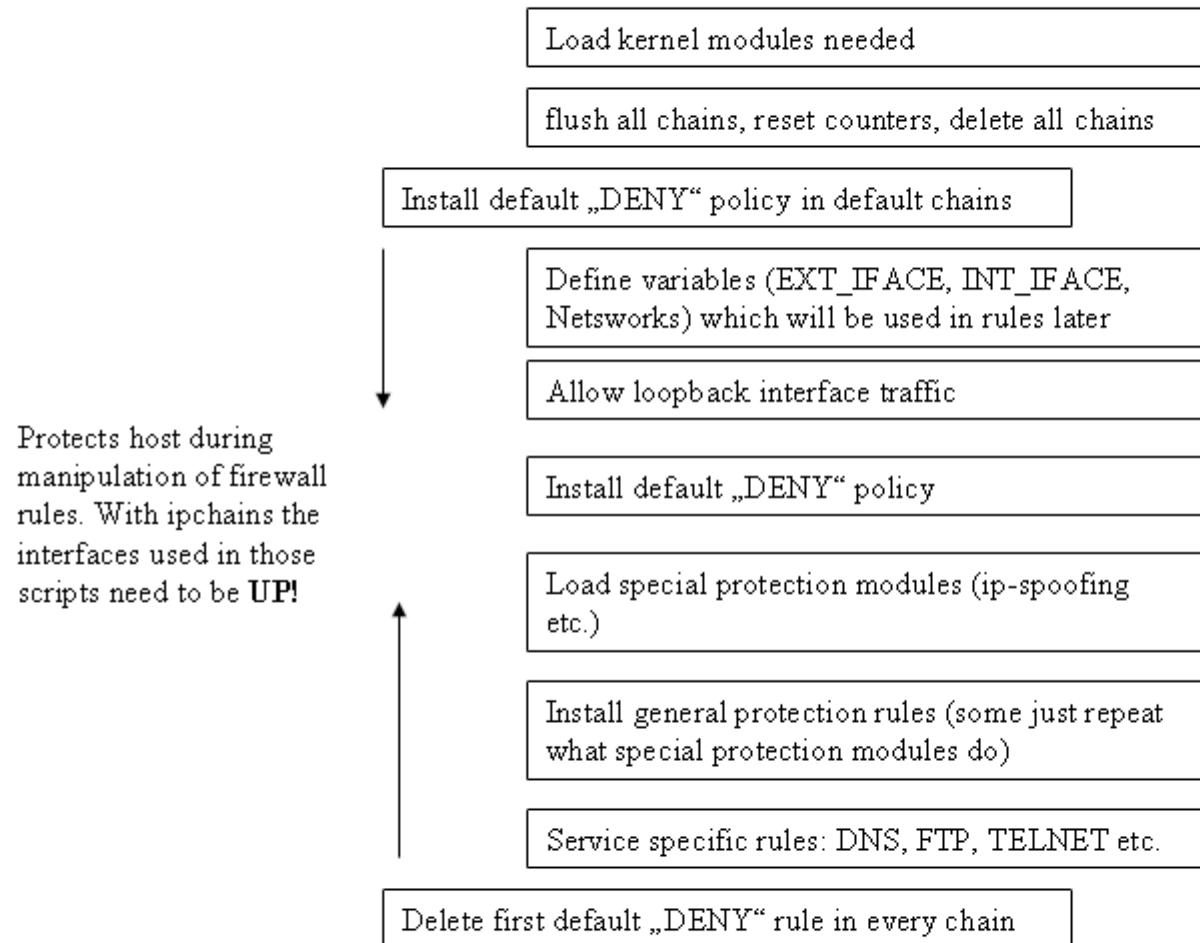 Load kernel modules needed
flush all chains, reset counters, delete all chains
Install default „DENY“ policy in default chains
Define variables (EXT_IFACE, INT_IFACE,
Netsworks) which will be used in rules later
Allow loopback interface traffic
Protects host during
manipulation of firewall
rules. With ipchains the
interfaces used in those
scripts need to be UP!
Install default „DENY“ policy
Load special protection modules (ip-spoofing
etc.)
Install general protection rules (some just repeat
what special protection modules do)
Service specific rules: DNS, FTP, TELNET etc.
Delete first default „DENY“ rule in every chain